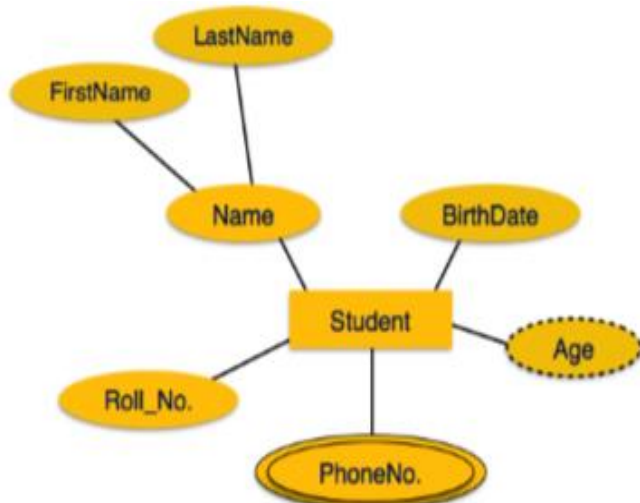 LastName
FirstName
Name
BirthDate
Student
Age
Roll_No.
PhoneNo.